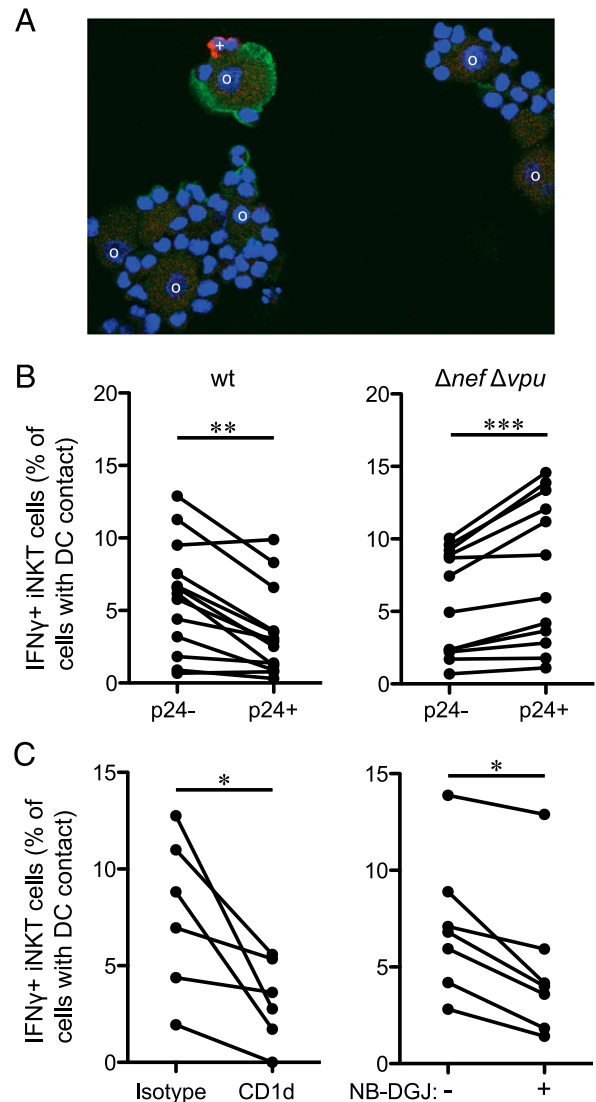 A
+
o
o
o
o
o
o
B
wt
Δnef Δvpu
IFNγ+ iNKT cells (% of
cells with DC contact)
20
15
10
5
0
**
p24-
p24+
20
15
10
5
0
***
p24-
p24+
C
IFNγ+ iNKT cells (% of
cells with DC contact)
15
10
5
0
*
Isotype
CD1d
15
10
5
0
*
NB-DGJ: -
+